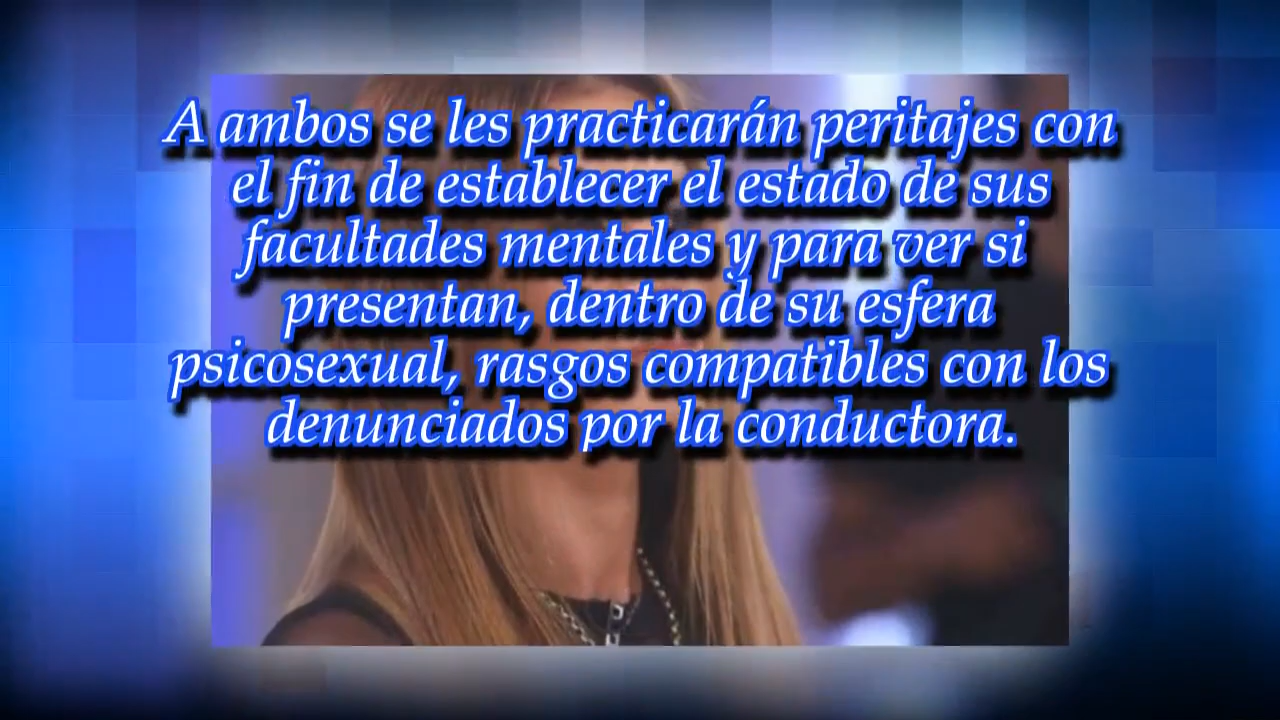 A ambos se les practicarán peritajes con
el fin de establecer el estado de sus
facultades mentales y para ver si
presentan, dentro de su esfera
psicosexual, rasgos compatibles con los
denunciados por la conductora.